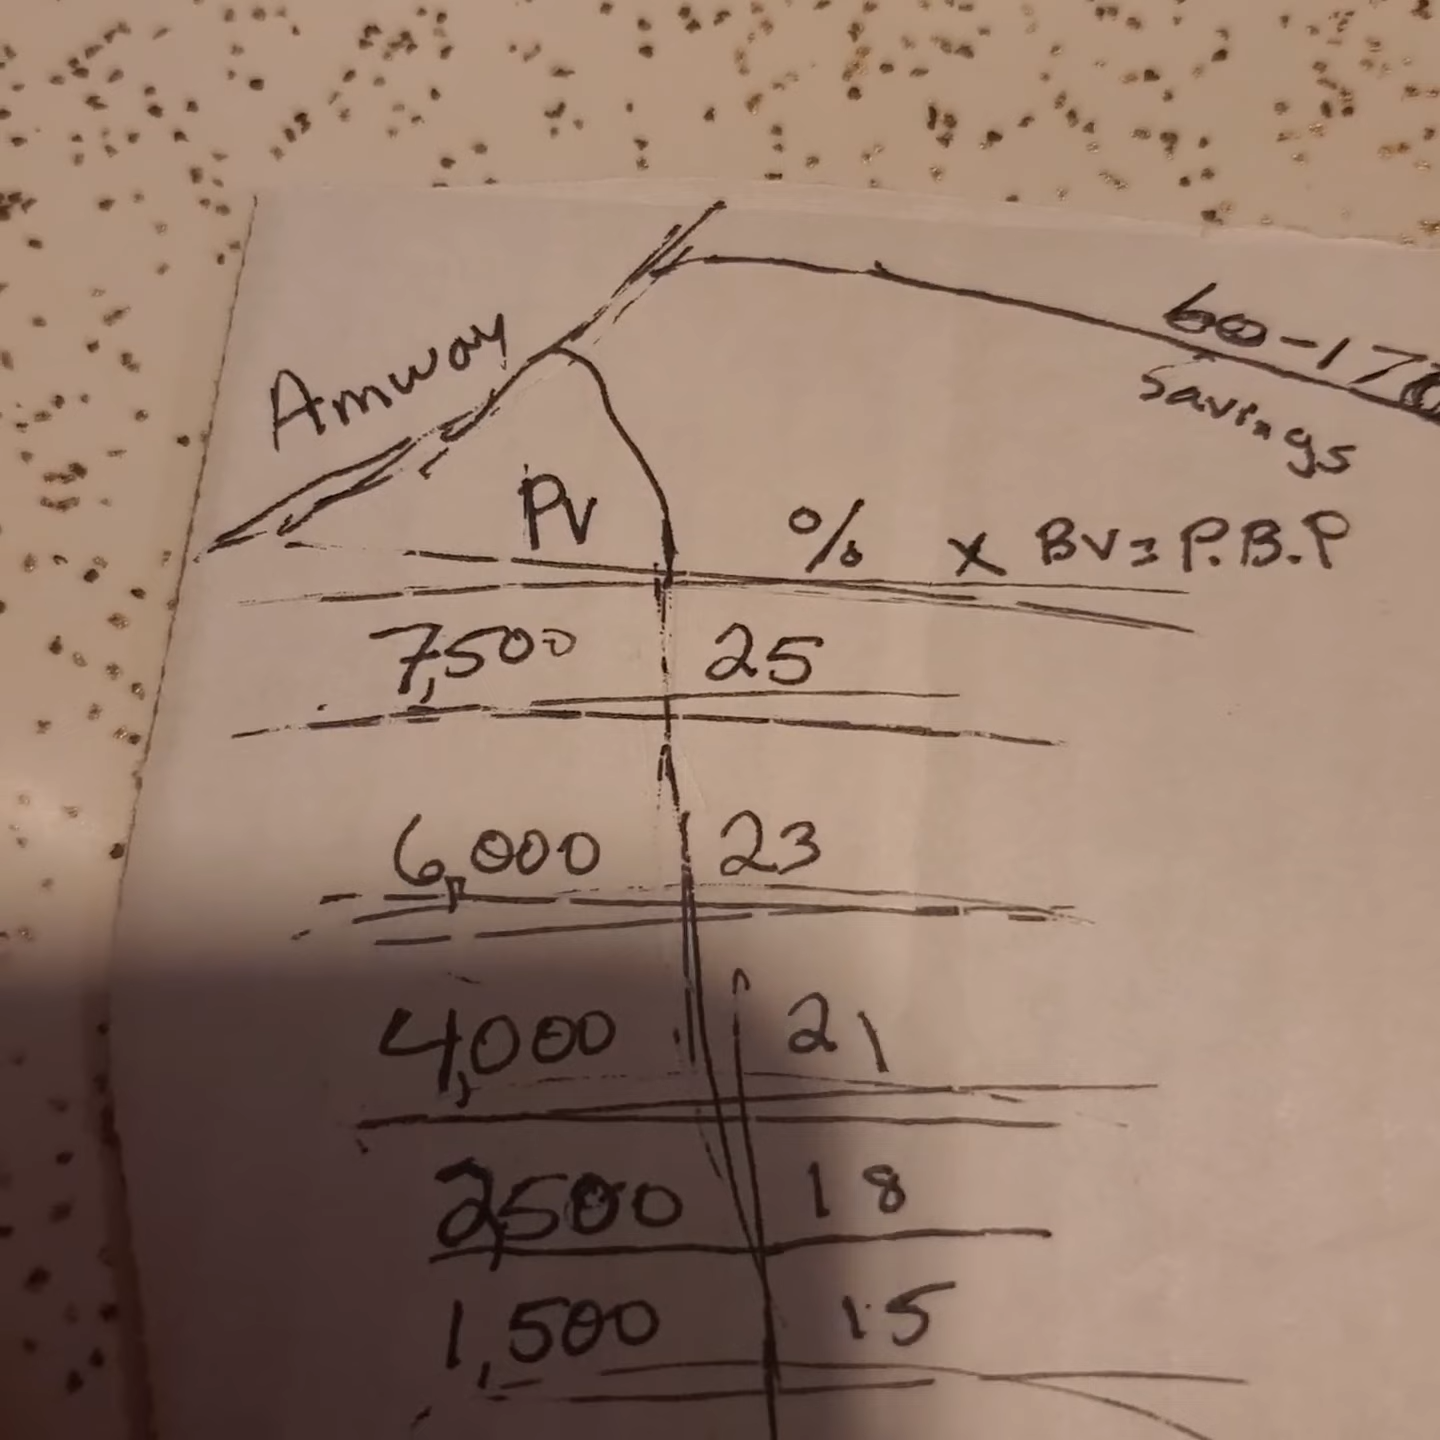 Amway
60-170
Savings
PV % x BV = P.B.P
7,500 25
6,000 23
4,000 21
2,500 18
1,500 15